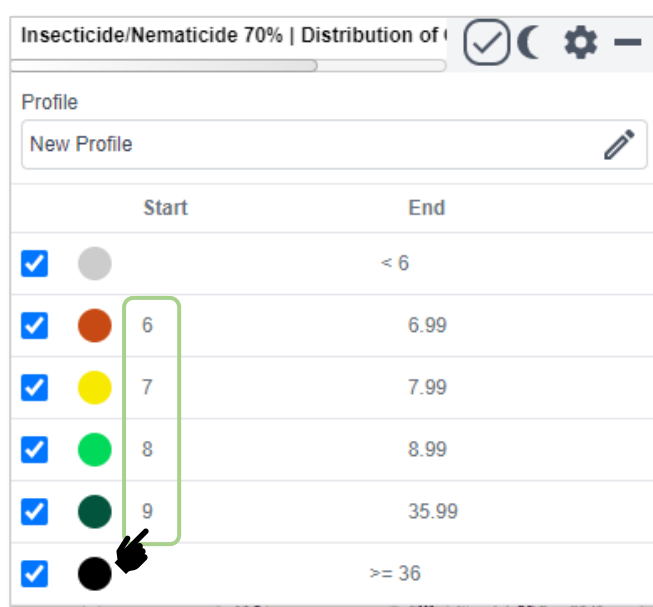 Insecticide/Nematicide 70% | Distribution of
Profile
New Profile
Start End
< 6
6 6.99
7 7.99
8 8.99
9 35.99
>= 36